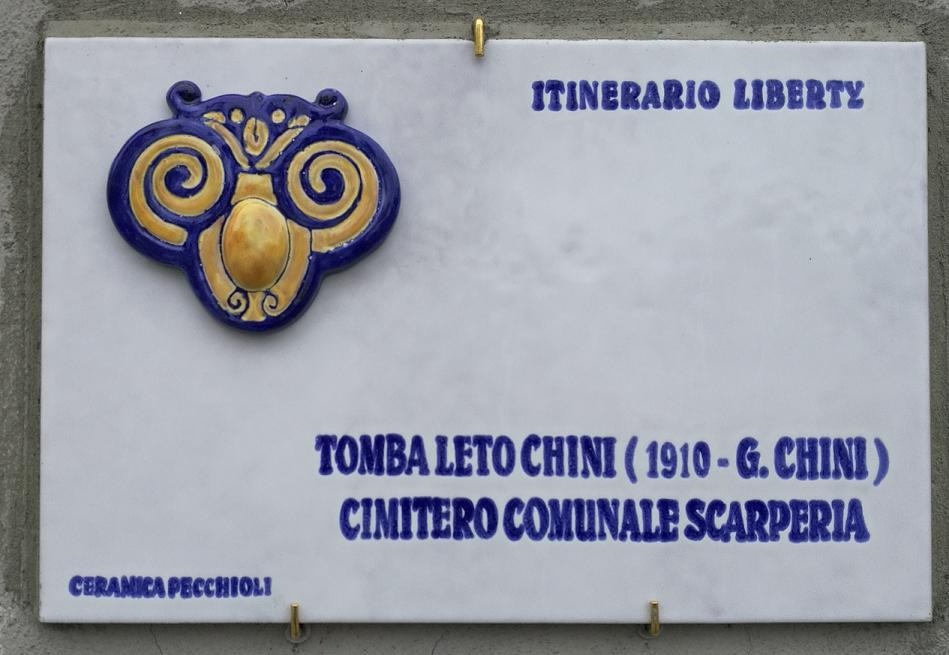 ITINERARIO LIBERTY
TOMBA LETO CHINI ( 1910 - G. CHINI )
CIMITERO COMUNALE SCARPERIA
CERAMICA PECCHIOLI